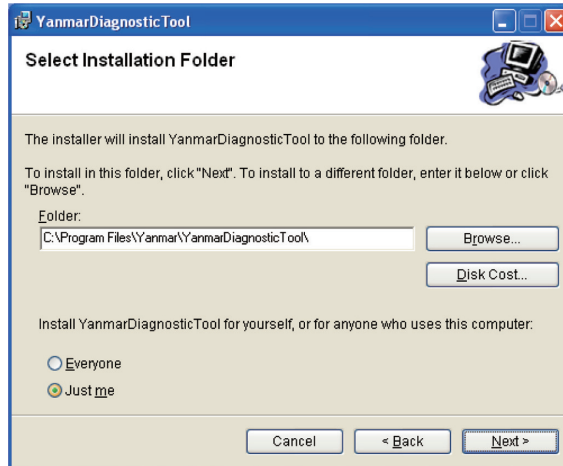 YanmarDiagnosticTool
Select Installation Folder
The installer will install YanmarDiagnosticTool to the following folder.
To install in this folder, click "Next". To install to a different folder, enter it below or click
"Browse".
Folder:
C:\Program Files\Yanmar\YanmarDiagnosticTool\
Browse...
Disk Cost...
Install YanmarDiagnosticTool for yourself, or for anyone who uses this computer:
Everyone
Just me
Cancel
< Back
Next >